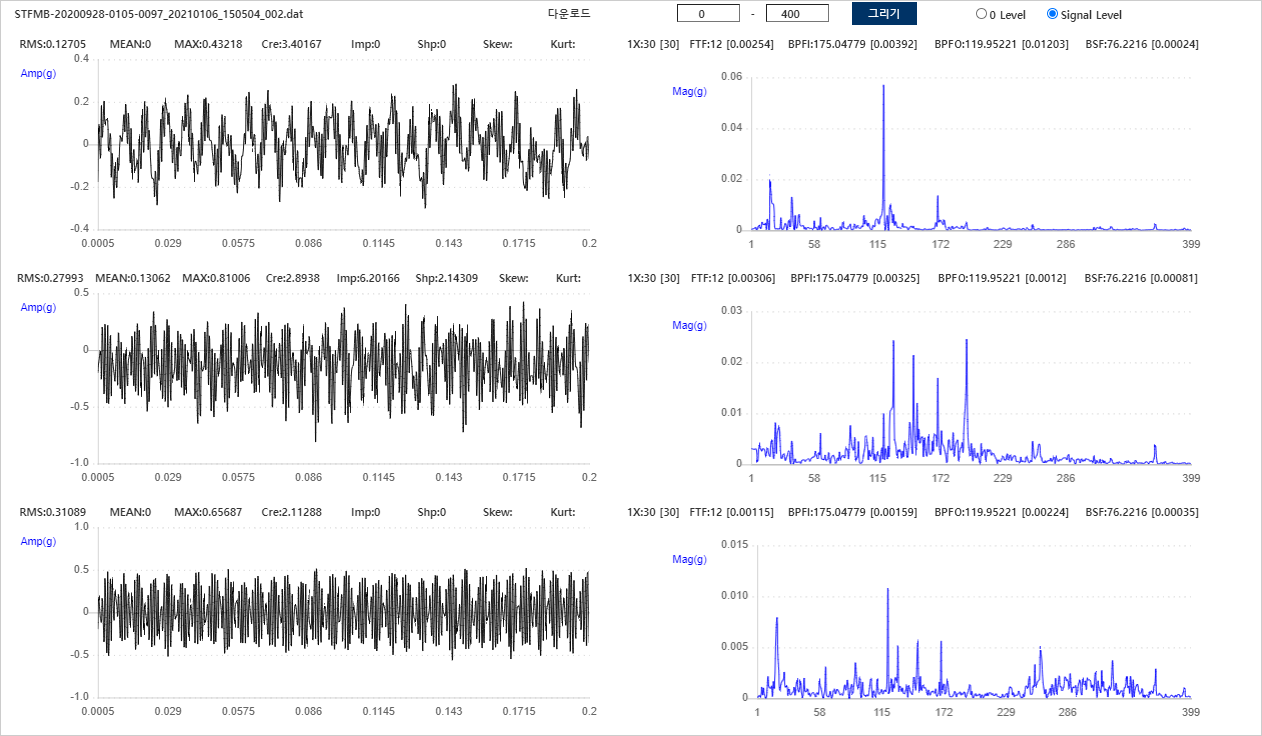 STFMB-20200928-0105-0097_20210106_150504_002.dat 다운로드 0 - 400 그리기 0 Level Signal Level
RMS:0.12705 MEAN:0 MAX:0.43218 Cre:3.40167 Imp:0 Shp:0 Skew: Kurt:
Amp(g)
0.4
0.2
0
-0.2
-0.4
0.0005 0.029 0.0575 0.086 0.1145 0.143 0.1715 0.2
1X:30 [30] FTF:12 [0.00254] BPFI:175.04779 [0.00392] BPFO:119.95221 [0.01203] BSF:76.2216 [0.00024]
Mag(g)
0.06
0.04
0.02
0
1 58 115 172 229 286 399
RMS:0.27993 MEAN:0.13062 MAX:0.81006 Cre:2.8938 Imp:6.20166 Shp:2.14309 Skew: Kurt:
Amp(g)
0.5
0
-0.5
-1.0
0.0005 0.029 0.0575 0.086 0.1145 0.143 0.1715 0.2
1X:30 [30] FTF:12 [0.00306] BPFI:175.04779 [0.00325] BPFO:119.95221 [0.0012] BSF:76.2216 [0.00081]
Mag(g)
0.03
0.02
0.01
0
1 58 115 172 229 286 399
RMS:0.31089 MEAN:0 MAX:0.65687 Cre:2.11288 Imp:0 Shp:0 Skew: Kurt:
Amp(g)
1.0
0.5
0
-0.5
-1.0
0.0005 0.029 0.0575 0.086 0.1145 0.143 0.1715 0.2
1X:30 [30] FTF:12 [0.00115] BPFI:175.04779 [0.00159] BPFO:119.95221 [0.00224] BSF:76.2216 [0.00035]
Mag(g)
0.015
0.010
0.005
0
1 58 115 172 229 286 399